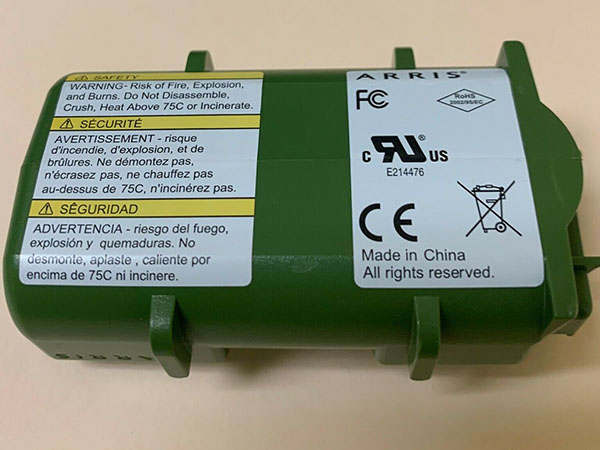 SAFETY
WARNING- Risk of Fire, Explosion,
and Burns. Do Not Disassemble,
Crush, Heat Above 75C or Incinerate.
SÉCURITÉ
AVERTISSEMENT - risque
d'incendie, d'explosion, et de
brûlures. Ne démontez pas,
n'écrasez pas, ne chauffez pas
au-dessus de 75C, n'incinérez pas.
SÉGURIDAD
ADVERTENCIA - riesgo del fuego,
explosión y quemaduras. No
desmonte, aplaste , caliente por
encima de 75C ni incinere.
ARRIS®
FC
RoHS
2002/95/EC
c RU ® US
E214476
CE
Made in China
All rights reserved.
ARRIS